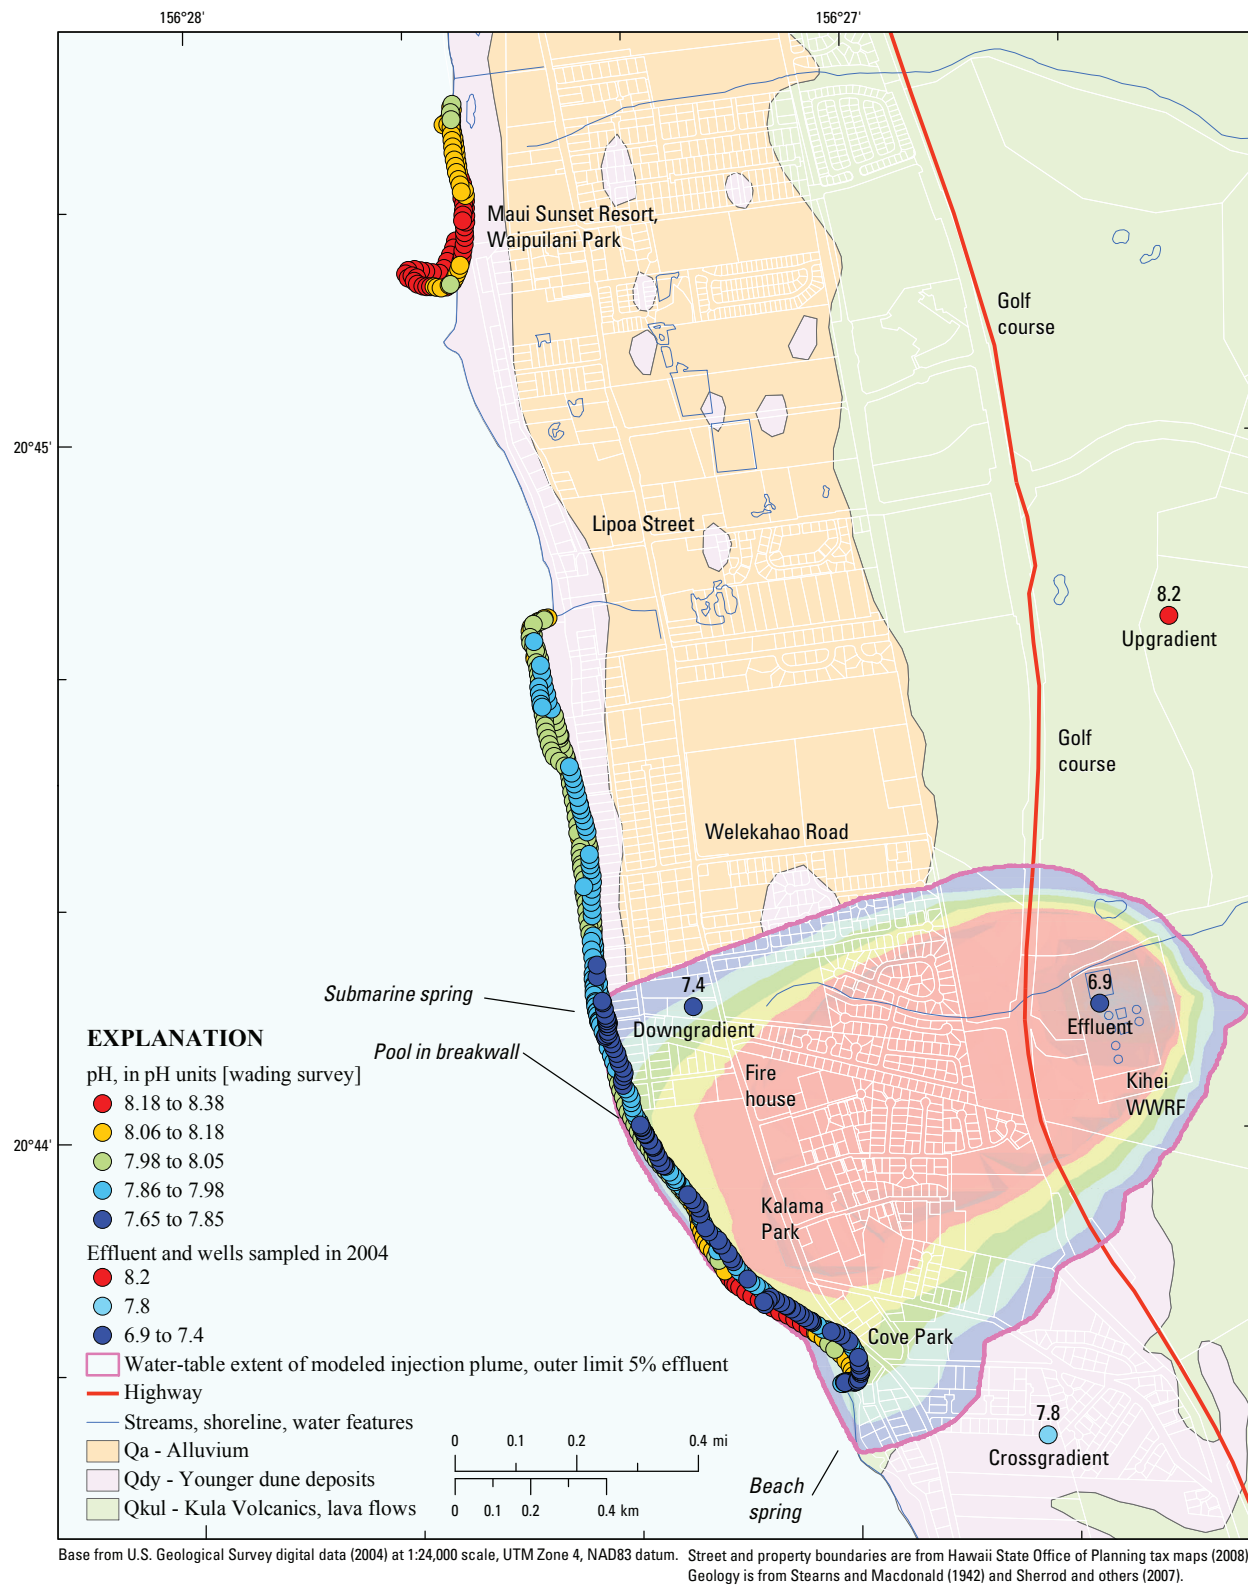 156°28'
156°27'
Maui Sunset Resort,
Waipuilani Park
Golf
course
20°45'
Lipoa Street
8.2
Upgradient
Golf
course
Welekahao Road
Submarine spring
7.4
Downgradient
6.9
Effluent
Pool in breakwall
Fire
house
Kihei
WWRF
20°44'
Kalama
Park
Cove Park
7.8
Crossgradient
Beach
spring
EXPLANATION
pH, in pH units [wading survey]
8.18 to 8.38
8.06 to 8.18
7.98 to 8.05
7.86 to 7.98
7.65 to 7.85
Effluent and wells sampled in 2004
8.2
7.8
6.9 to 7.4
Water-table extent of modeled injection plume, outer limit 5% effluent
Highway
Streams, shoreline, water features
Qa - Alluvium
Qdy - Younger dune deposits
Qkul - Kula Volcanics, lava flows
0 0.1 0.2 0.4 mi
0 0.1 0.2 0.4 km
Base from U.S. Geological Survey digital data (2004) at 1:24,000 scale, UTM Zone 4, NAD83 datum. Street and property boundaries are from Hawaii State Office of Planning tax maps (2008)
Geology is from Stearns and Macdonald (1942) and Sherrod and others (2007).